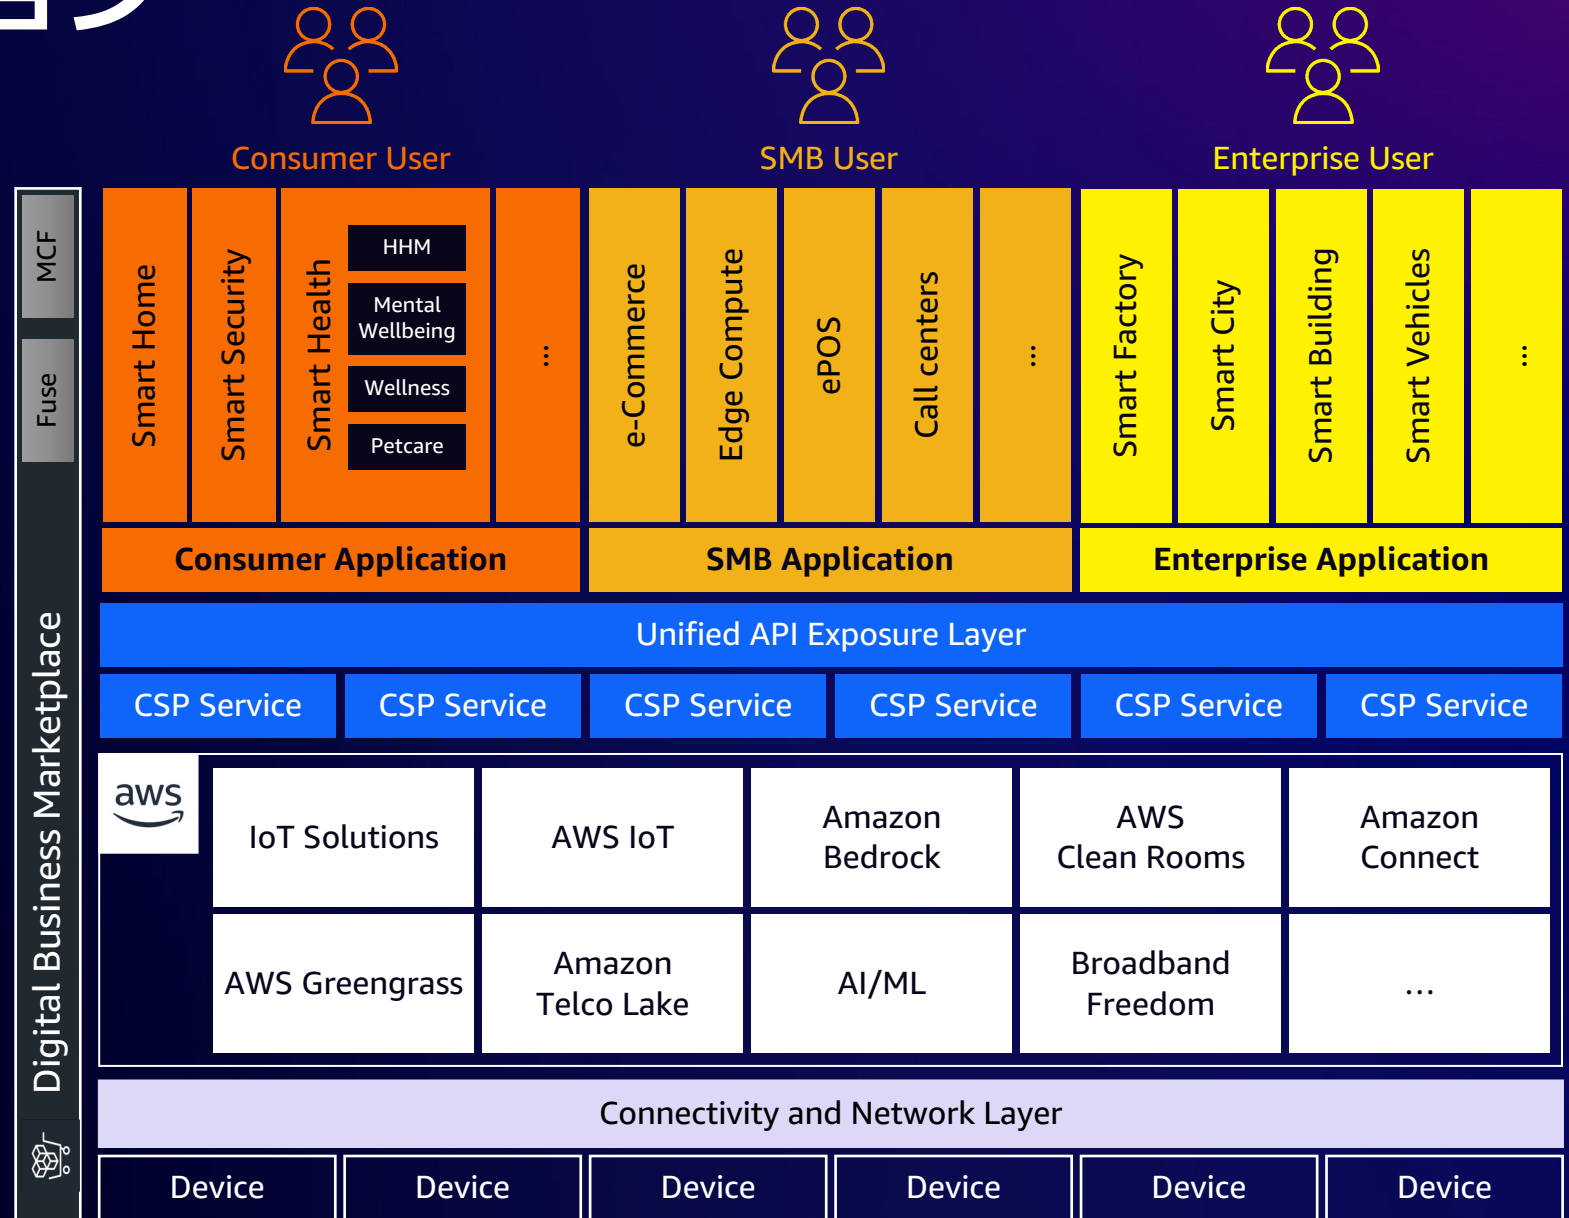 ョン
Consumer User
SMB User
Enterprise User
MCF
Fuse
Digital Business Marketplace
Smart Home
Smart Security
Smart Health
HHM
Mental
Wellbeing
Wellness
Petcare
...
e-Commerce
Edge Compute
ePOS
Call centers
...
Smart Factory
Smart City
Smart Building
Smart Vehicles
...
Consumer Application
SMB Application
Enterprise Application
Unified API Exposure Layer
CSP Service
CSP Service
CSP Service
CSP Service
CSP Service
CSP Service
aws
IoT Solutions
AWS IoT
Amazon
Bedrock
AWS
Clean Rooms
Amazon
Connect
AWS Greengrass
Amazon
Telco Lake
AI/ML
Broadband
Freedom
...
Connectivity and Network Layer
Device
Device
Device
Device
Device
Device